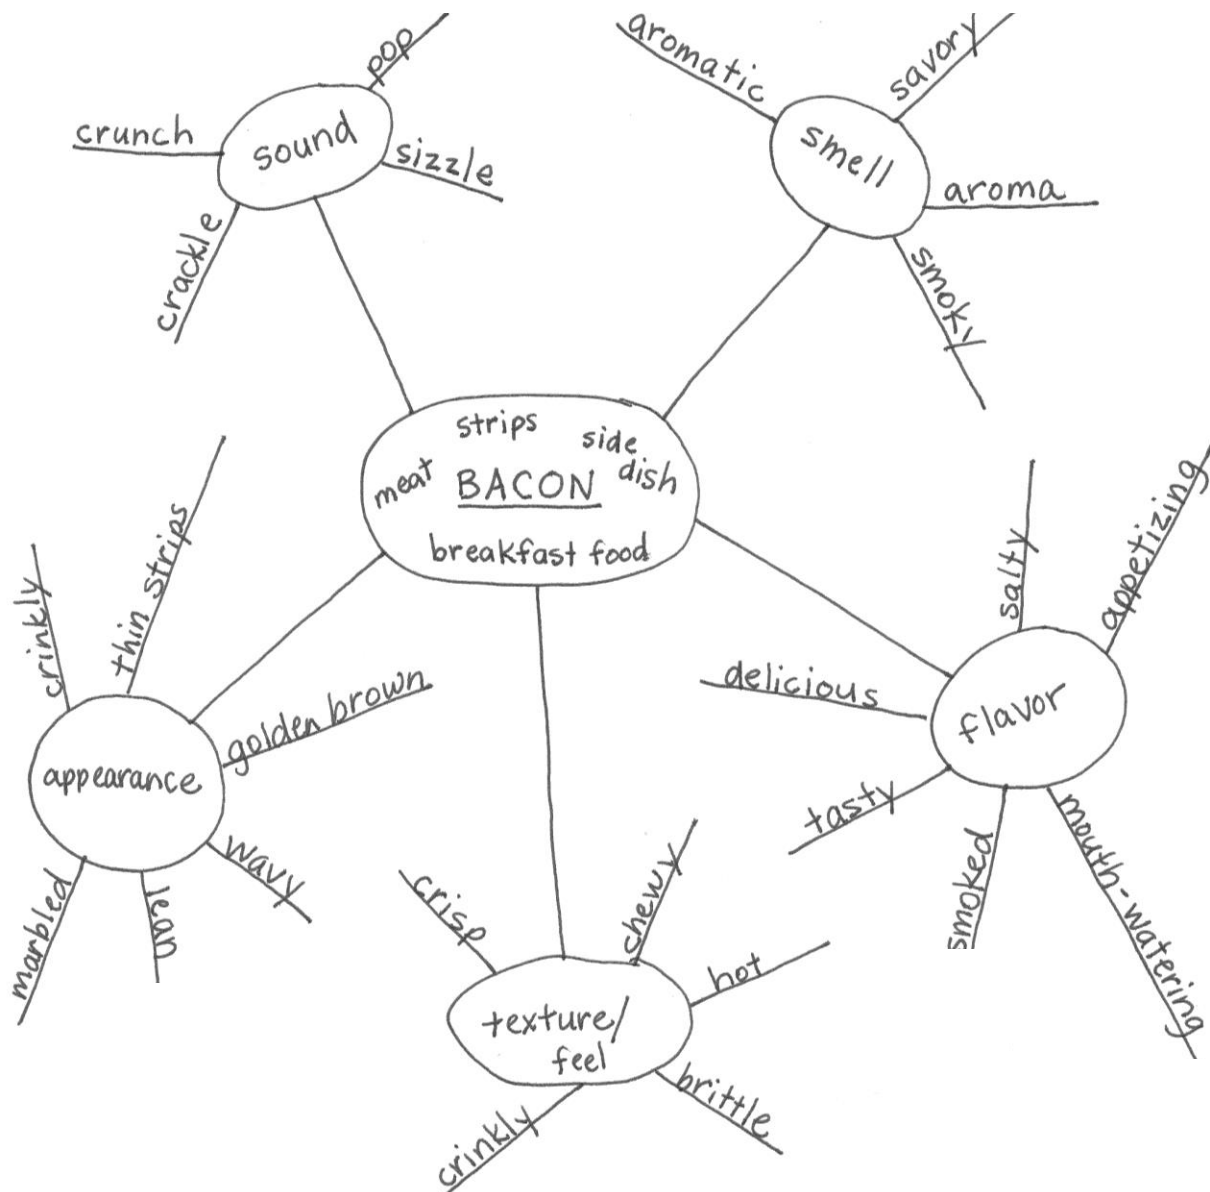 pop
crunch
sound
sizzle
crackle
aromatic
savory
smell
aroma
smoky
strips
side
dish
meat
BACON
breakfast food
crinkly
thin strips
golden brown
appearance
wavy
marbled
lean
salty
appetizing
delicious
flavor
tasty
smoked
mouth-watering
crisp
chewy
hot
texture/
feel
brittle
crinkly